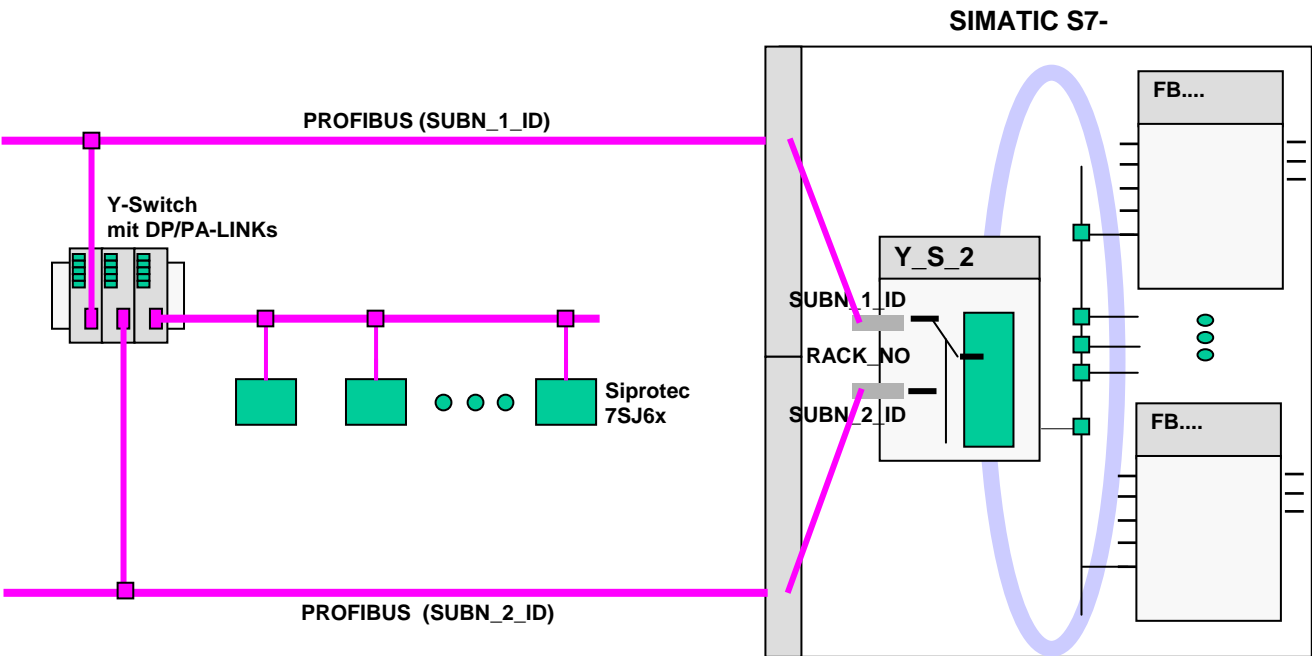 SIMATIC S7-
FB....
PROFIBUS (SUBN_1_ID)
Y-Switch
mit DP/PA-LINKs
Y_S_2
SUBN_1_ID
RACK_NO
SUBN_2_ID
Siprotec
7SJ6x
FB....
PROFIBUS (SUBN_2_ID)